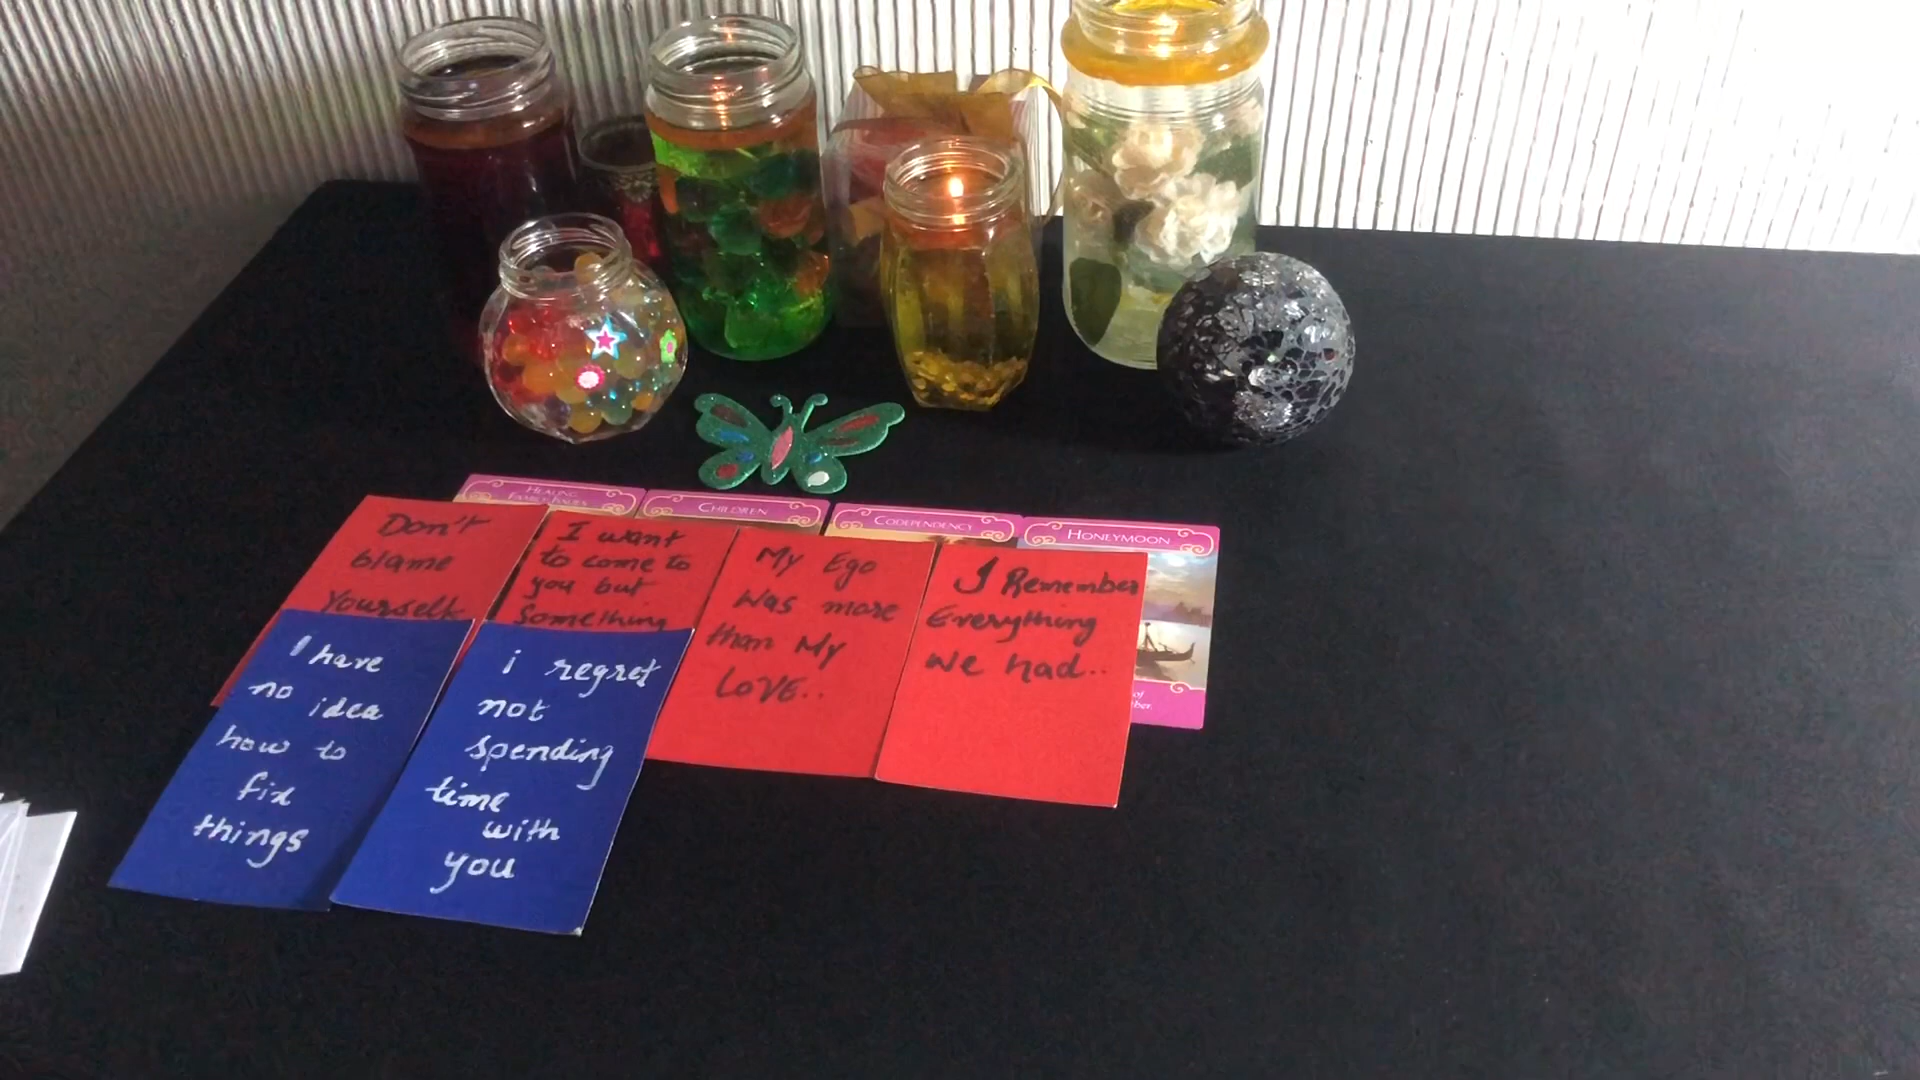 HEALING
FAMILY ISSUES
CHILDREN
CODEPENDENCY
HONEYMOON
Don't
blame
yourself
I want
to come to
you but
Something
My Ego
was more
than My
LOVE..
I Remember
Everything
we had..
of
I have
no idea
how to
fix
things
i regret
not
spending
time
with
you